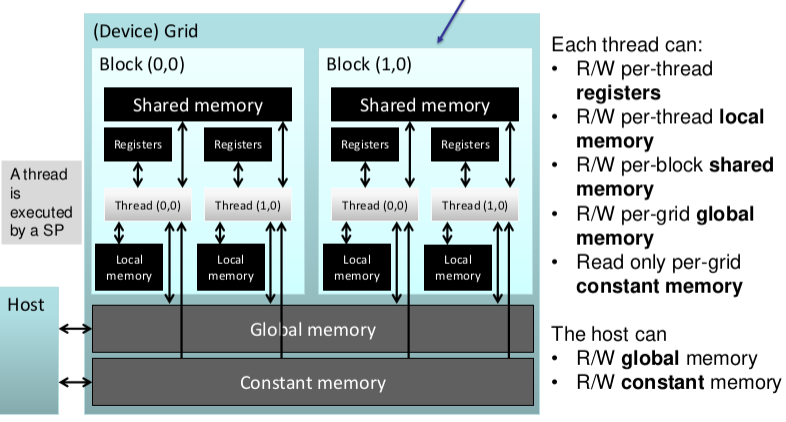 (Device) Grid
Block (0,0)
Shared memory
Registers
Registers
Thread (0,0)
Thread (1,0)
Local
memory
Local
memory
Block (1,0)
Shared memory
Registers
Registers
Thread (0,0)
Thread (1,0)
Local
memory
Local
memory
A thread
is
executed
by a SP
Host
Global memory
Constant memory
Each thread can:
• R/W per-thread
registers
• R/W per-thread local
memory
• R/W per-block shared
memory
• R/W per-grid global
memory
• Read only per-grid
constant memory
The host can
• R/W global memory
• R/W constant memory